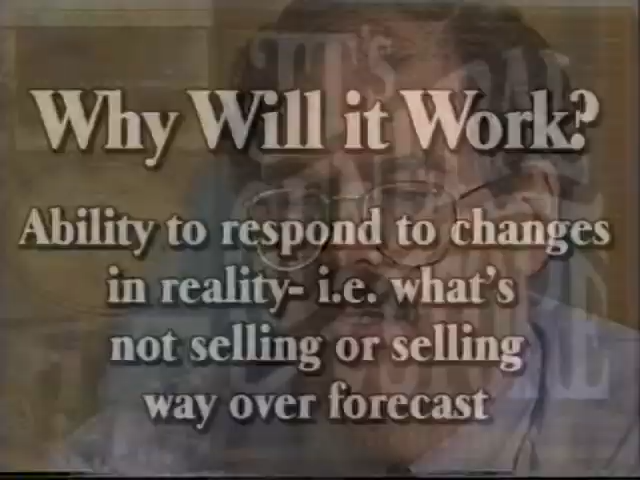 Why Will it Work?
Ability to respond to changes
in reality- i.e. what's
not selling or selling
way over forecast